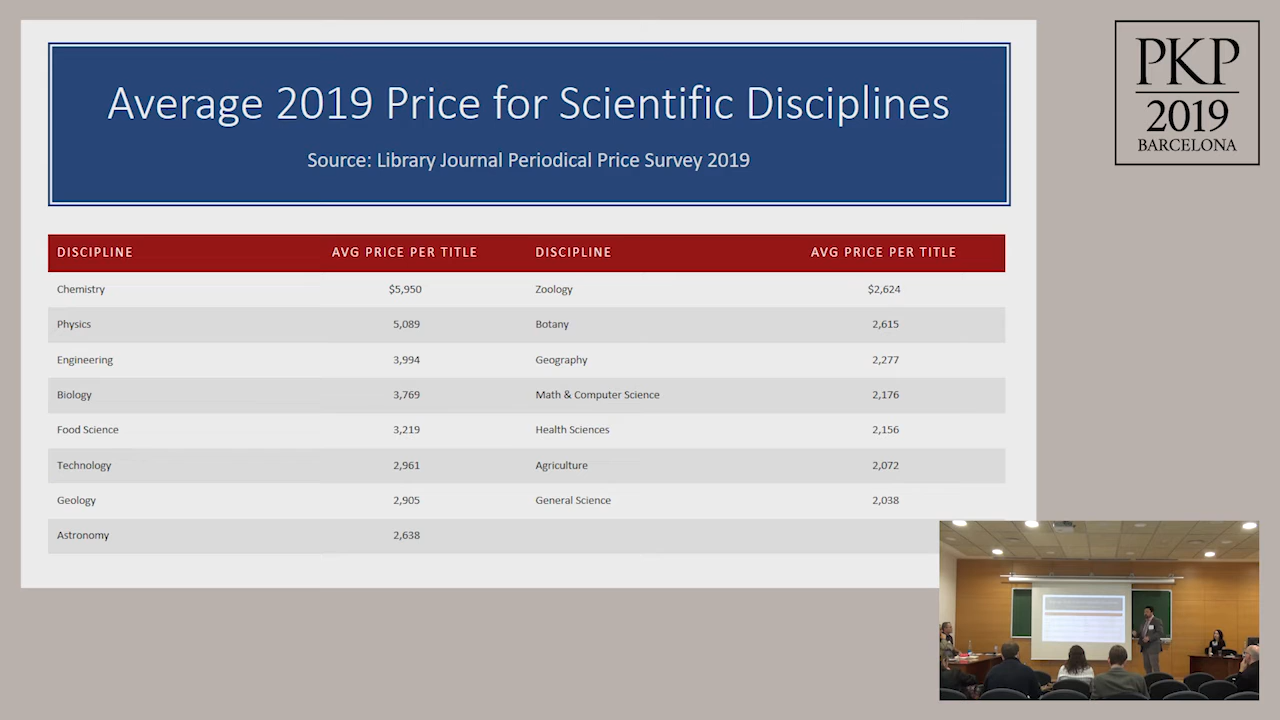 Average 2019 Price for Scientific Disciplines
Source: Library Journal Periodical Price Survey 2019
DISCIPLINE AVG PRICE PER TITLE DISCIPLINE AVG PRICE PER TITLE
Chemistry $5,950 Zoology $2,624
Physics 5,089 Botany 2,615
Engineering 3,994 Geography 2,277
Biology 3,769 Math & Computer Science 2,176
Food Science 3,219 Health Sciences 2,156
Technology 2,961 Agriculture 2,072
Geology 2,905 General Science 2,038
Astronomy 2,638
PKP
2019
BARCELONA